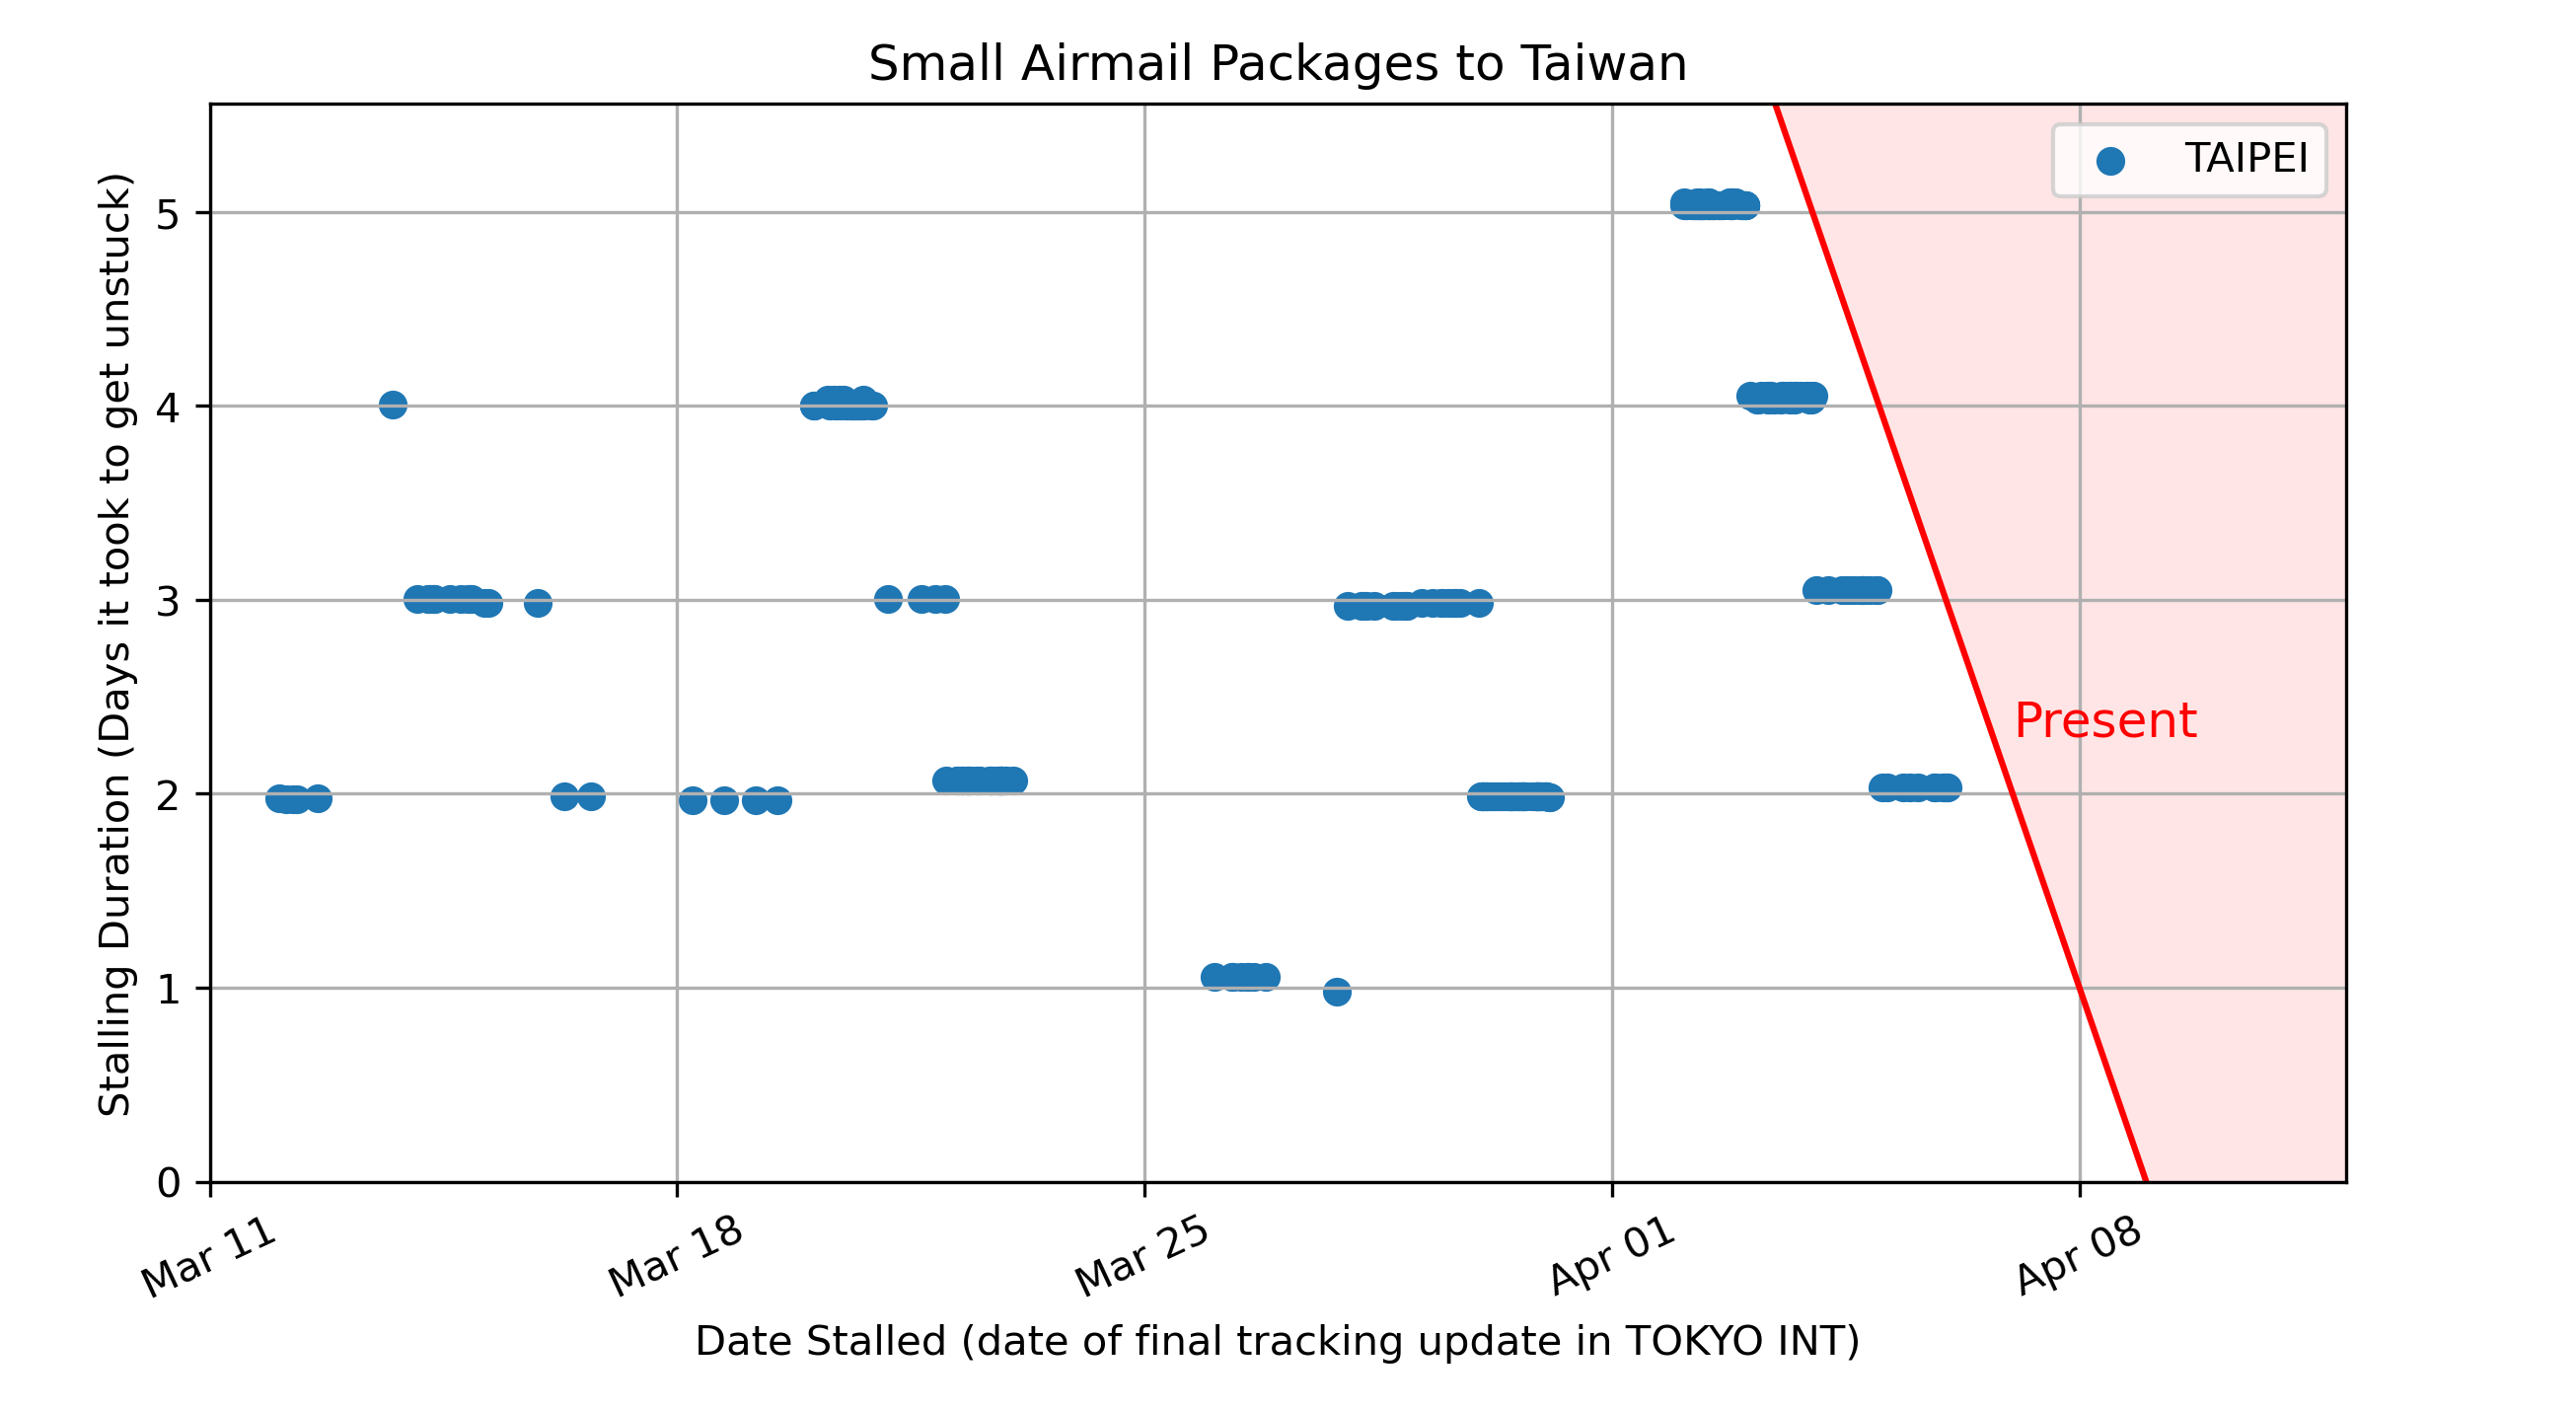 Small Airmail Packages to Taiwan
TAIPEI
Stalling Duration (Days it took to get unstuck)
5
4
3
2
1
0
Present
Mar 11
Mar 18
Mar 25
Apr 01
Apr 08
Date Stalled (date of final tracking update in TOKYO INT)